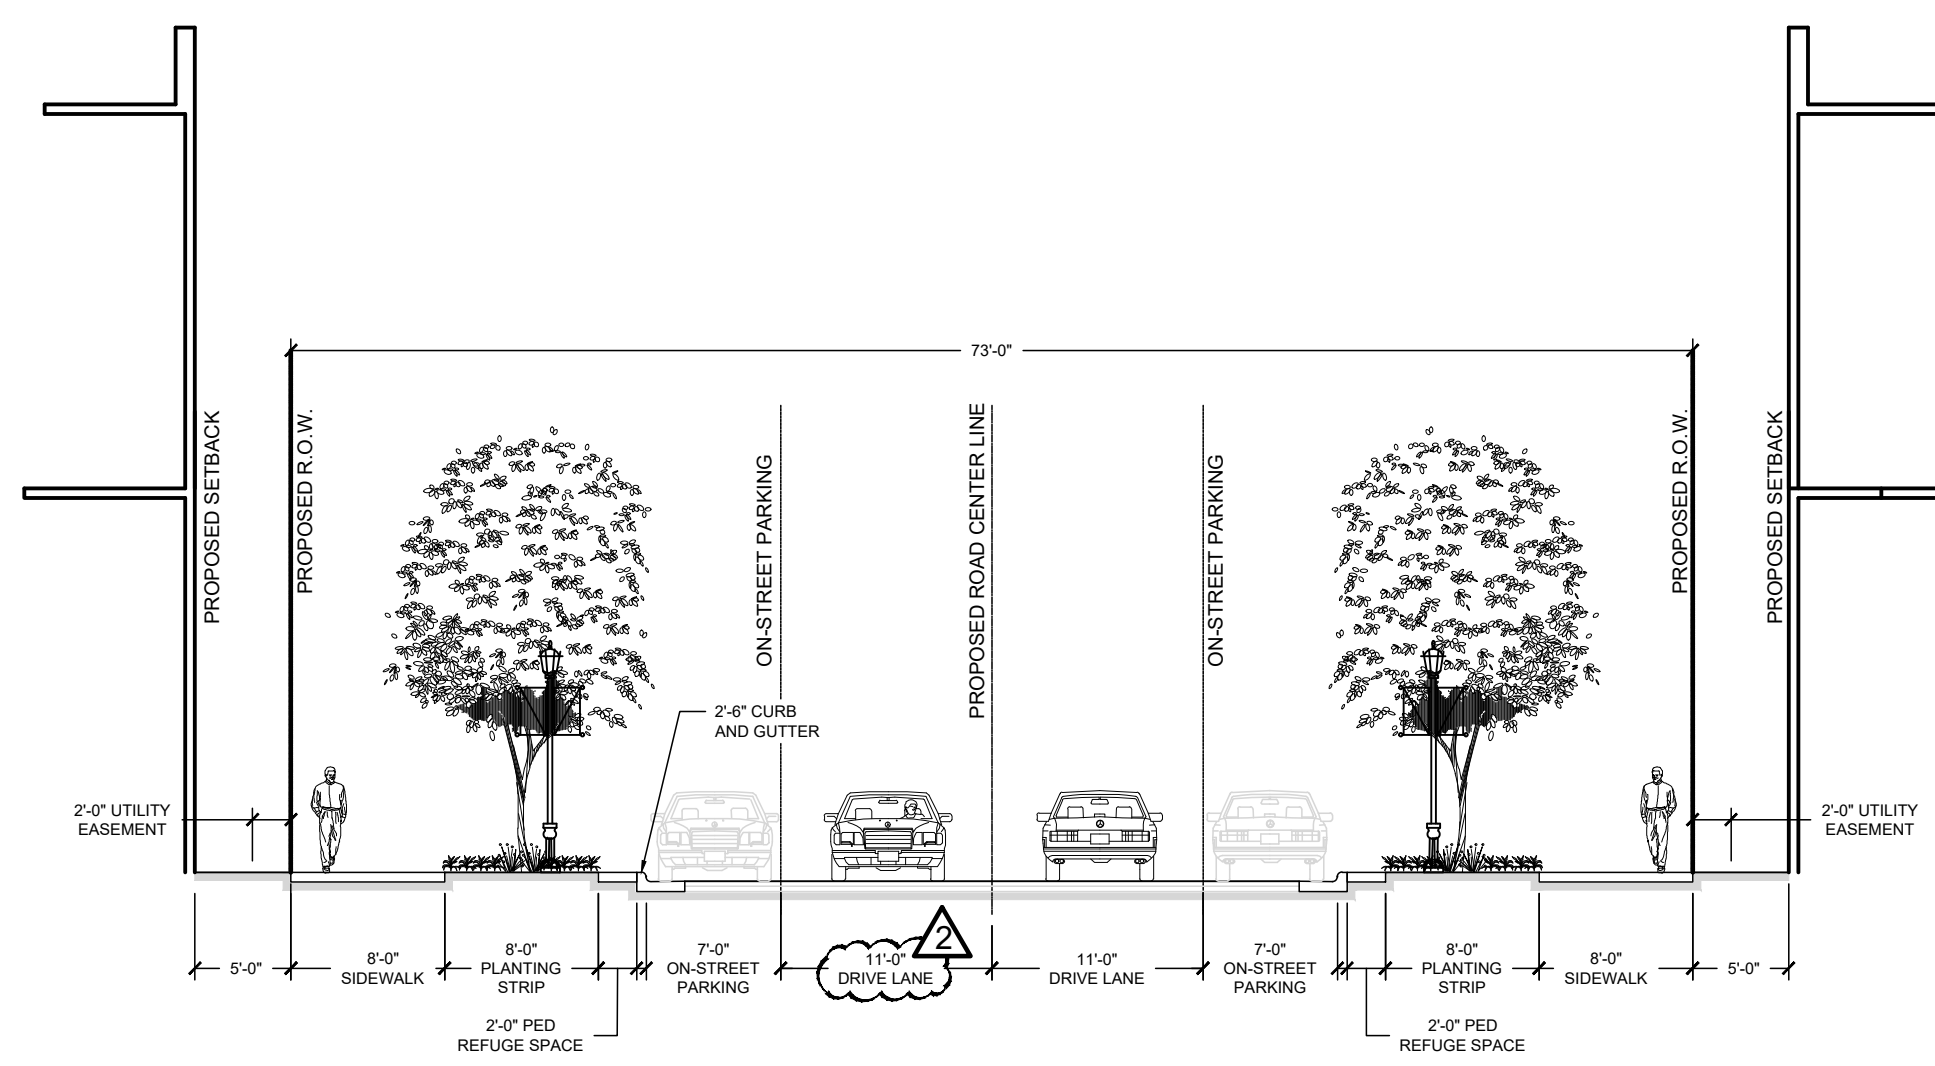 73'-0"
PROPOSED SETBACK
PROPOSED R.O.W.
ON-STREET PARKING
PROPOSED ROAD CENTER LINE
ON-STREET PARKING
PROPOSED R.O.W.
PROPOSED SETBACK
2'-6" CURB
AND GUTTER
2'-0" UTILITY
EASEMENT
2'-0" UTILITY
EASEMENT
5'-0"
8'-0"
SIDEWALK
8'-0"
PLANTING
STRIP
7'-0"
ON-STREET
PARKING
2
11'-0"
DRIVE LANE
11'-0"
DRIVE LANE
7'-0"
ON-STREET
PARKING
8'-0"
PLANTING
STRIP
8'-0"
SIDEWALK
5'-0"
2'-0" PED
REFUGE SPACE
2'-0" PED
REFUGE SPACE